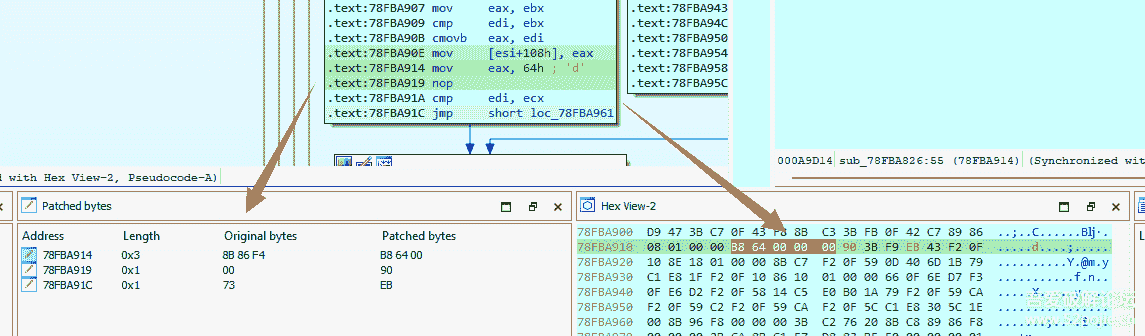 .text:78FBA907 mov eax, ebx
.text:78FBA909 cmp edi, ebx
.text:78FBA90B cmovb eax, edi
.text:78FBA90E mov [esi+108h], eax
.text:78FBA914 mov eax, 64h ; 'd'
.text:78FBA919 nop
.text:78FBA91A cmp edi, ecx
.text:78FBA91C jmp short loc_78FBA961
.text:78FBA943
.text:78FBA94C
.text:78FBA950
.text:78FBA954
.text:78FBA958
.text:78FBA95C
000A9D14 sub_78FBA826:55 (78FBA914) (Synchronized wit
d with Hex View-2, Pseudocode-A)
Patched bytes
Address Length Original bytes Patched bytes
78FBA914 0x3 8B 86 F4 B8 64 00
78FBA919 0x1 00 90
78FBA91C 0x1 73 EB
Hex View-2
78FBA900 D9 47 3B C7 0F 43 F8 8B C3 3B FB 0F 42 C7 89 86
78FBA910 08 01 00 00 B8 64 00 00 00 90 3B F9 EB 43 F2 0F
78FBA920 10 8E 18 01 00 00 8B C7 F2 0F 59 0D 40 6D 1B 79
78FBA930 C1 E8 1F F2 0F 10 86 10 01 00 00 66 0F 6E D7 F3
78FBA940 0F E6 D2 F2 0F 58 14 C5 E0 B0 1A 79 F2 0F 59 CA
78FBA950 F2 0F 59 C2 F2 0F 59 CA F2 0F 5C C1 E8 30 5C 1E
78FBA960 00 8B 96 F8 00 00 00 3B C2 76 20 8B C8 89 86 F8